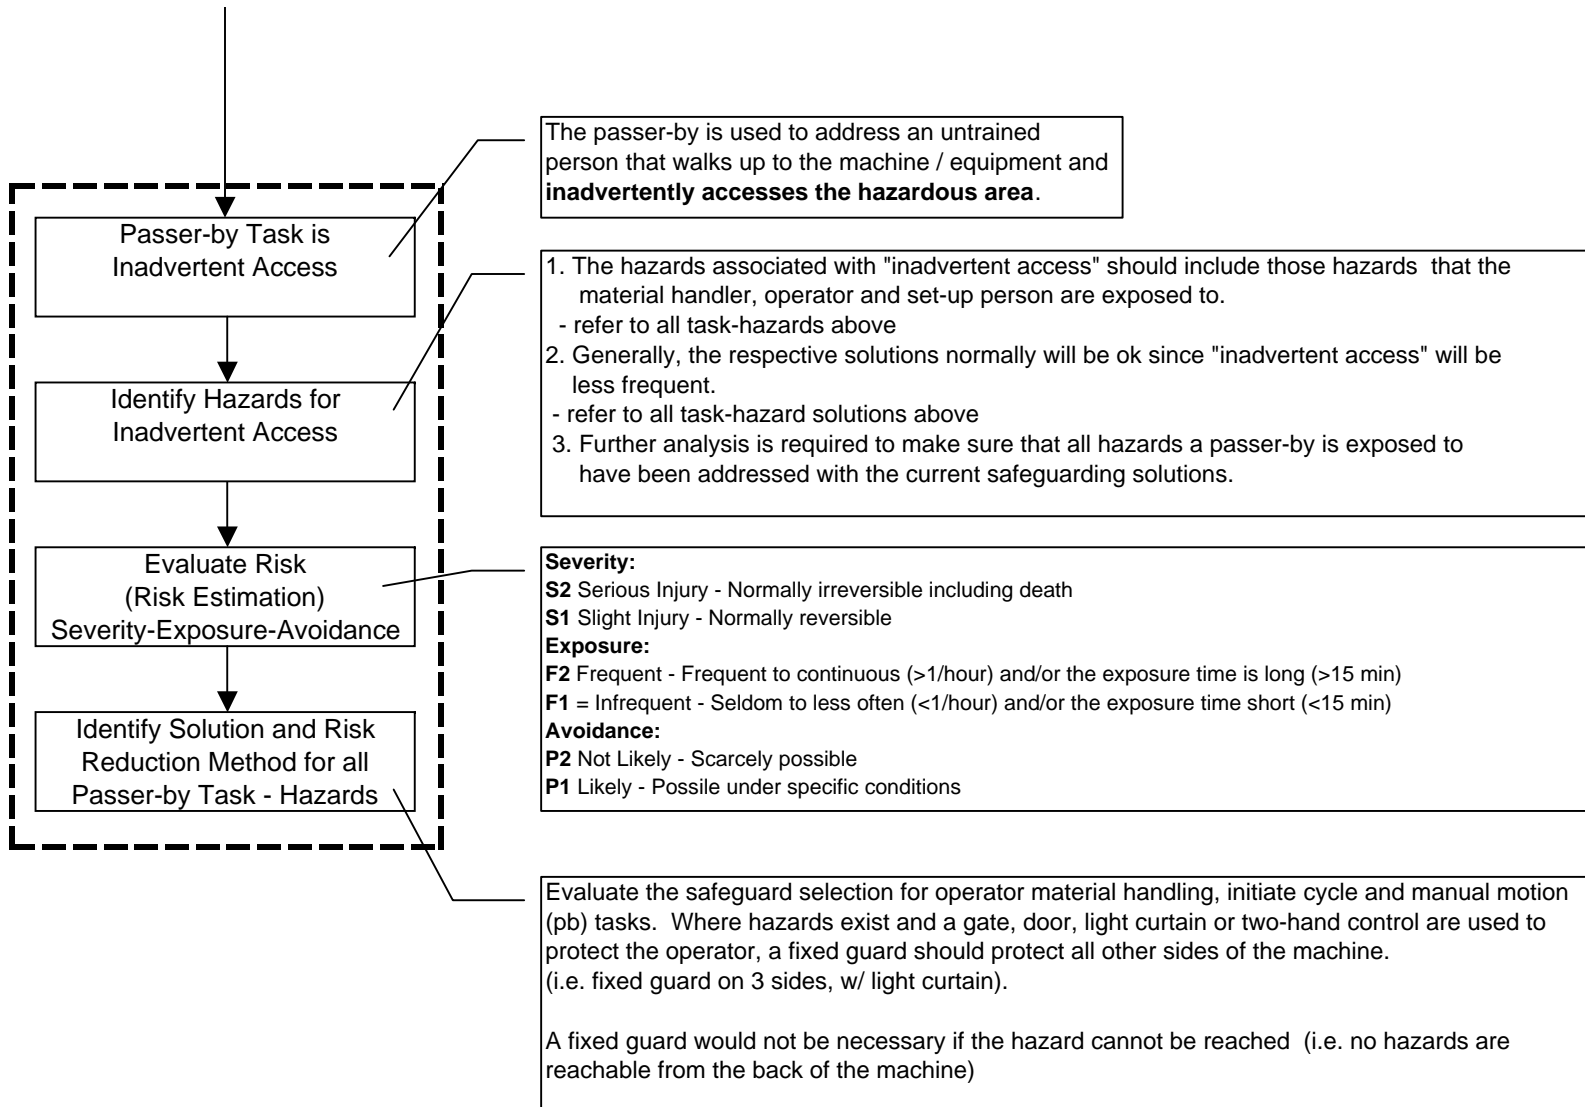 The passer-by is used to address an untrained
person that walks up to the machine / equipment and
inadvertently accesses the hazardous area.
Passer-by Task is
Inadvertent Access
1. The hazards associated with "inadvertent access" should include those hazards that the
material handler, operator and set-up person are exposed to.
- refer to all task-hazards above
2. Generally, the respective solutions normally will be ok since "inadvertent access" will be
less frequent.
- refer to all task-hazard solutions above
3. Further analysis is required to make sure that all hazards a passer-by is exposed to
have been addressed with the current safeguarding solutions.
Identify Hazards for
Inadvertent Access
Evaluate Risk
(Risk Estimation)
Severity-Exposure-Avoidance
Severity:
S2 Serious Injury - Normally irreversible including death
S1 Slight Injury - Normally reversible
Exposure:
F2 Frequent - Frequent to continuous (>1/hour) and/or the exposure time is long (>15 min)
F1 = Infrequent - Seldom to less often (<1/hour) and/or the exposure time short (<15 min)
Avoidance:
P2 Not Likely - Scarcely possible
P1 Likely - Possile under specific conditions
Identify Solution and Risk
Reduction Method for all
Passer-by Task - Hazards
Evaluate the safeguard selection for operator material handling, initiate cycle and manual motion
(pb) tasks. Where hazards exist and a gate, door, light curtain or two-hand control are used to
protect the operator, a fixed guard should protect all other sides of the machine.
(i.e. fixed guard on 3 sides, w/ light curtain).
A fixed guard would not be necessary if the hazard cannot be reached (i.e. no hazards are
reachable from the back of the machine)